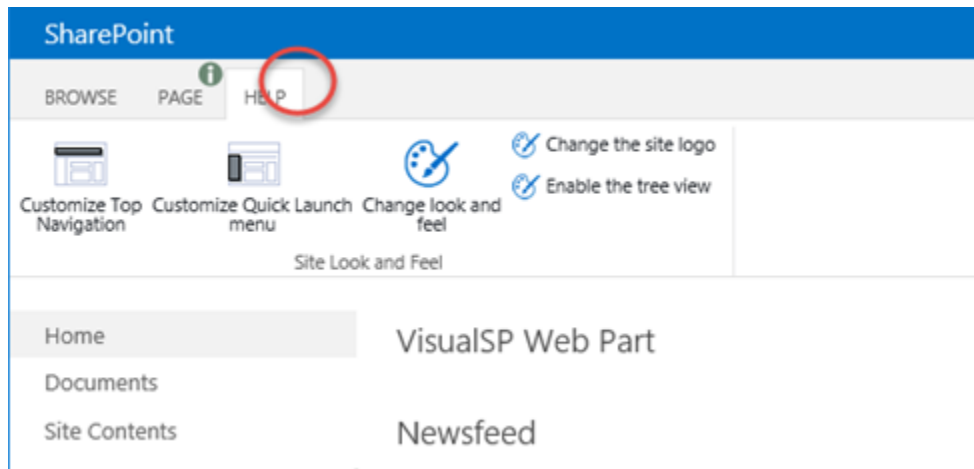 SharePoint
BROWSE PAGE HELP
Customize Top
Navigation
Customize Quick Launch
menu
Change look and
feel
Change the site logo
Enable the tree view
Site Look and Feel
Home
Documents
Site Contents
VisualSP Web Part
Newsfeed